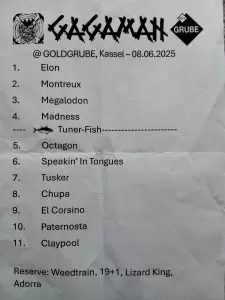 GAGAMAH GRUBE
@ GOLDGRUBE, Kassel – 08.06.2025
1. Elon
2. Montreux
3. Megalodon
4. Madness
---- Tuner-Fish----------------------
5. Octagon
6. Speakin' In Tongues
7. Tusker
8. Chupa
9. El Corsino
10. Paternosta
11. Claypool
Reserve: Weedtrain, 19+1, Lizard King,
Adorra